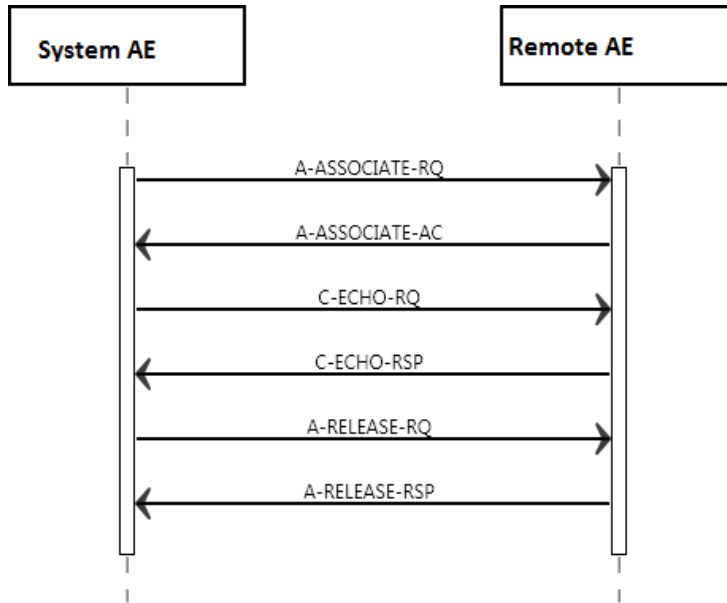 System AE
Remote AE
A-ASSOCIATE-RQ
A-ASSOCIATE-AC
C-ECHO-RQ
C-ECHO-RSP
A-RELEASE-RQ
A-RELEASE-RSP